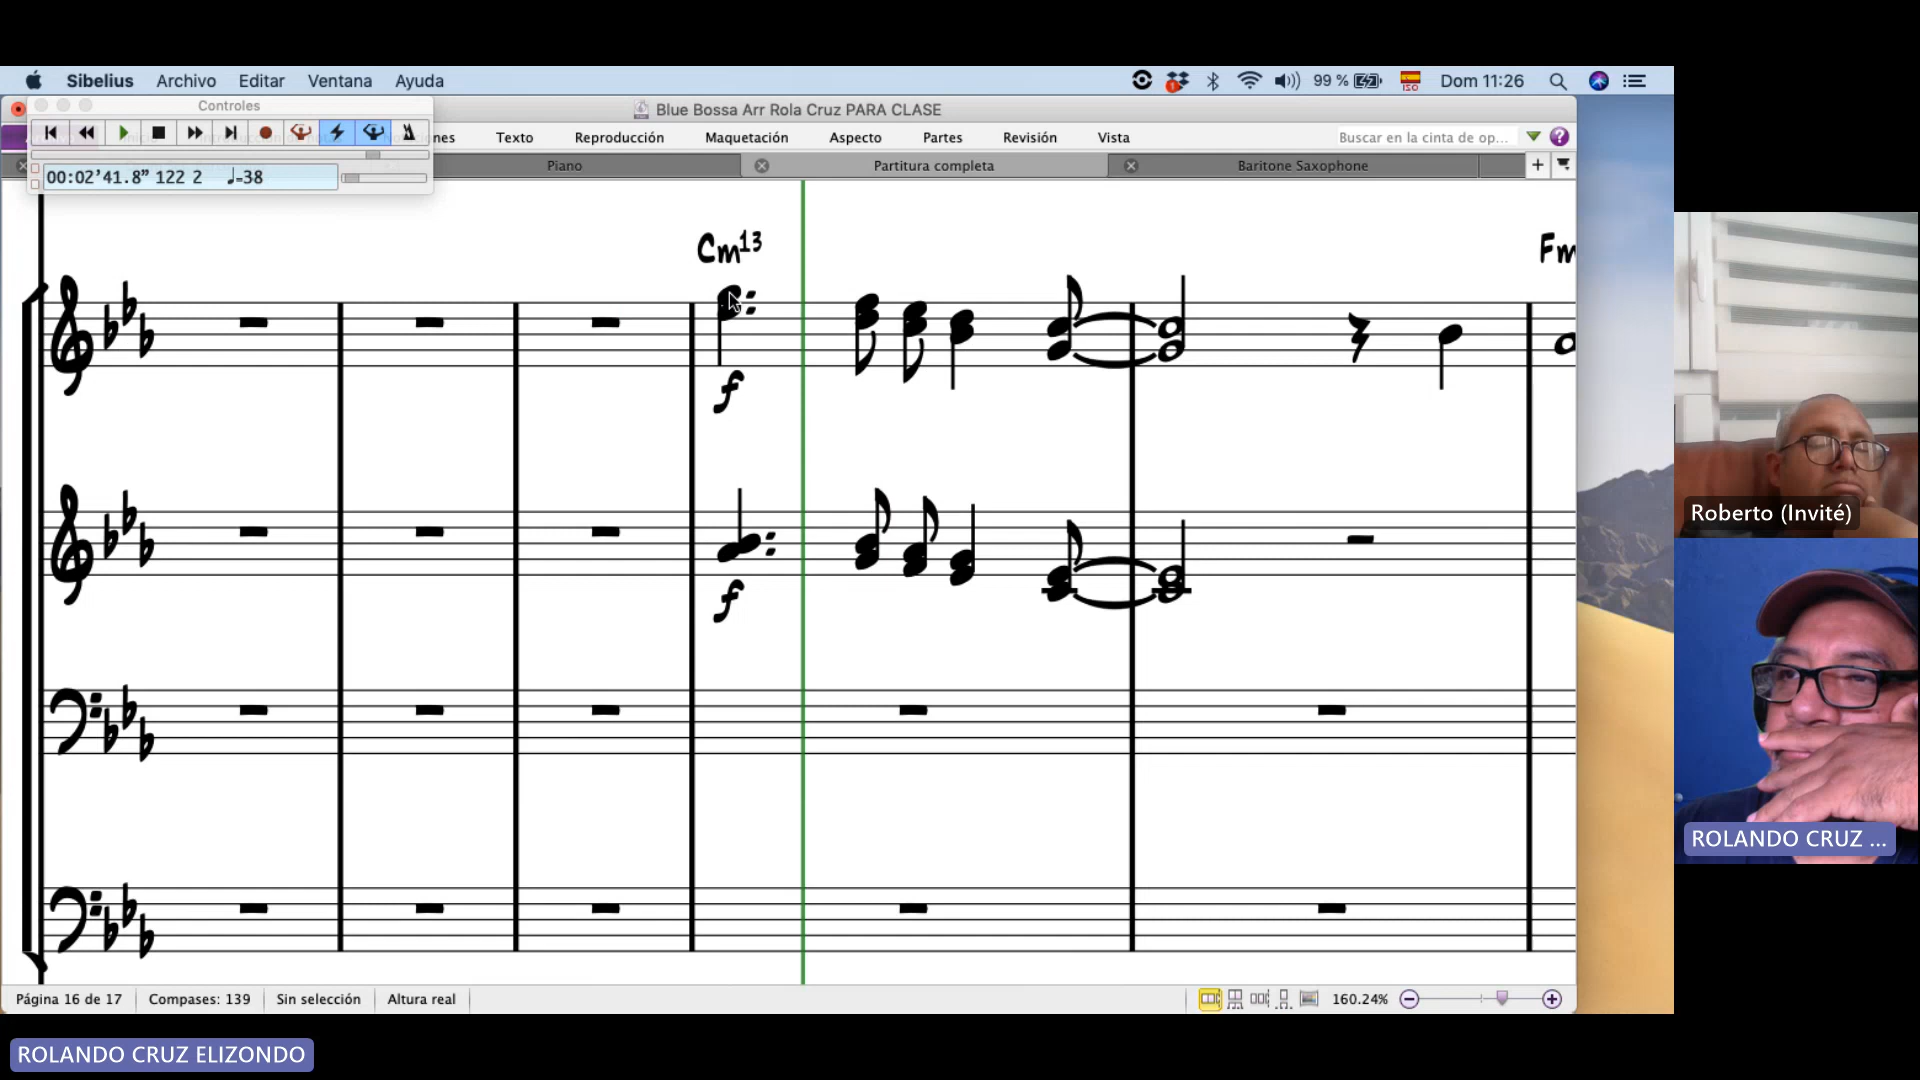 Sibelius Archivo Editar Ventana Ayuda 99 % ISO Dom 11:26
Controles
Blue Bossa Arr Rola Cruz PARA CLASE
nes Texto Reproducción Maquetación Aspecto Partes Revisión Vista Buscar en la cinta de op...
Piano Partitura completa Baritone Saxophone
00:02'41.8” 122 2 ♩=38
Cm13 Fm
f
f
Página 16 de 17 Compases: 139 Sin selección Altura real 160.24%
Roberto (Invité)
ROLANDO CRUZ ...
ROLANDO CRUZ ELIZONDO